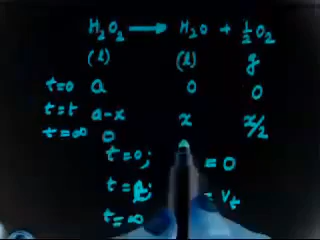 H₂O₂ → H₂O + ½O₂
(l) (l) g
t=0 a 0 0
t=t a-x x x/2
t=∞ 0
t=0; = 0
t= = Vt
t=∞